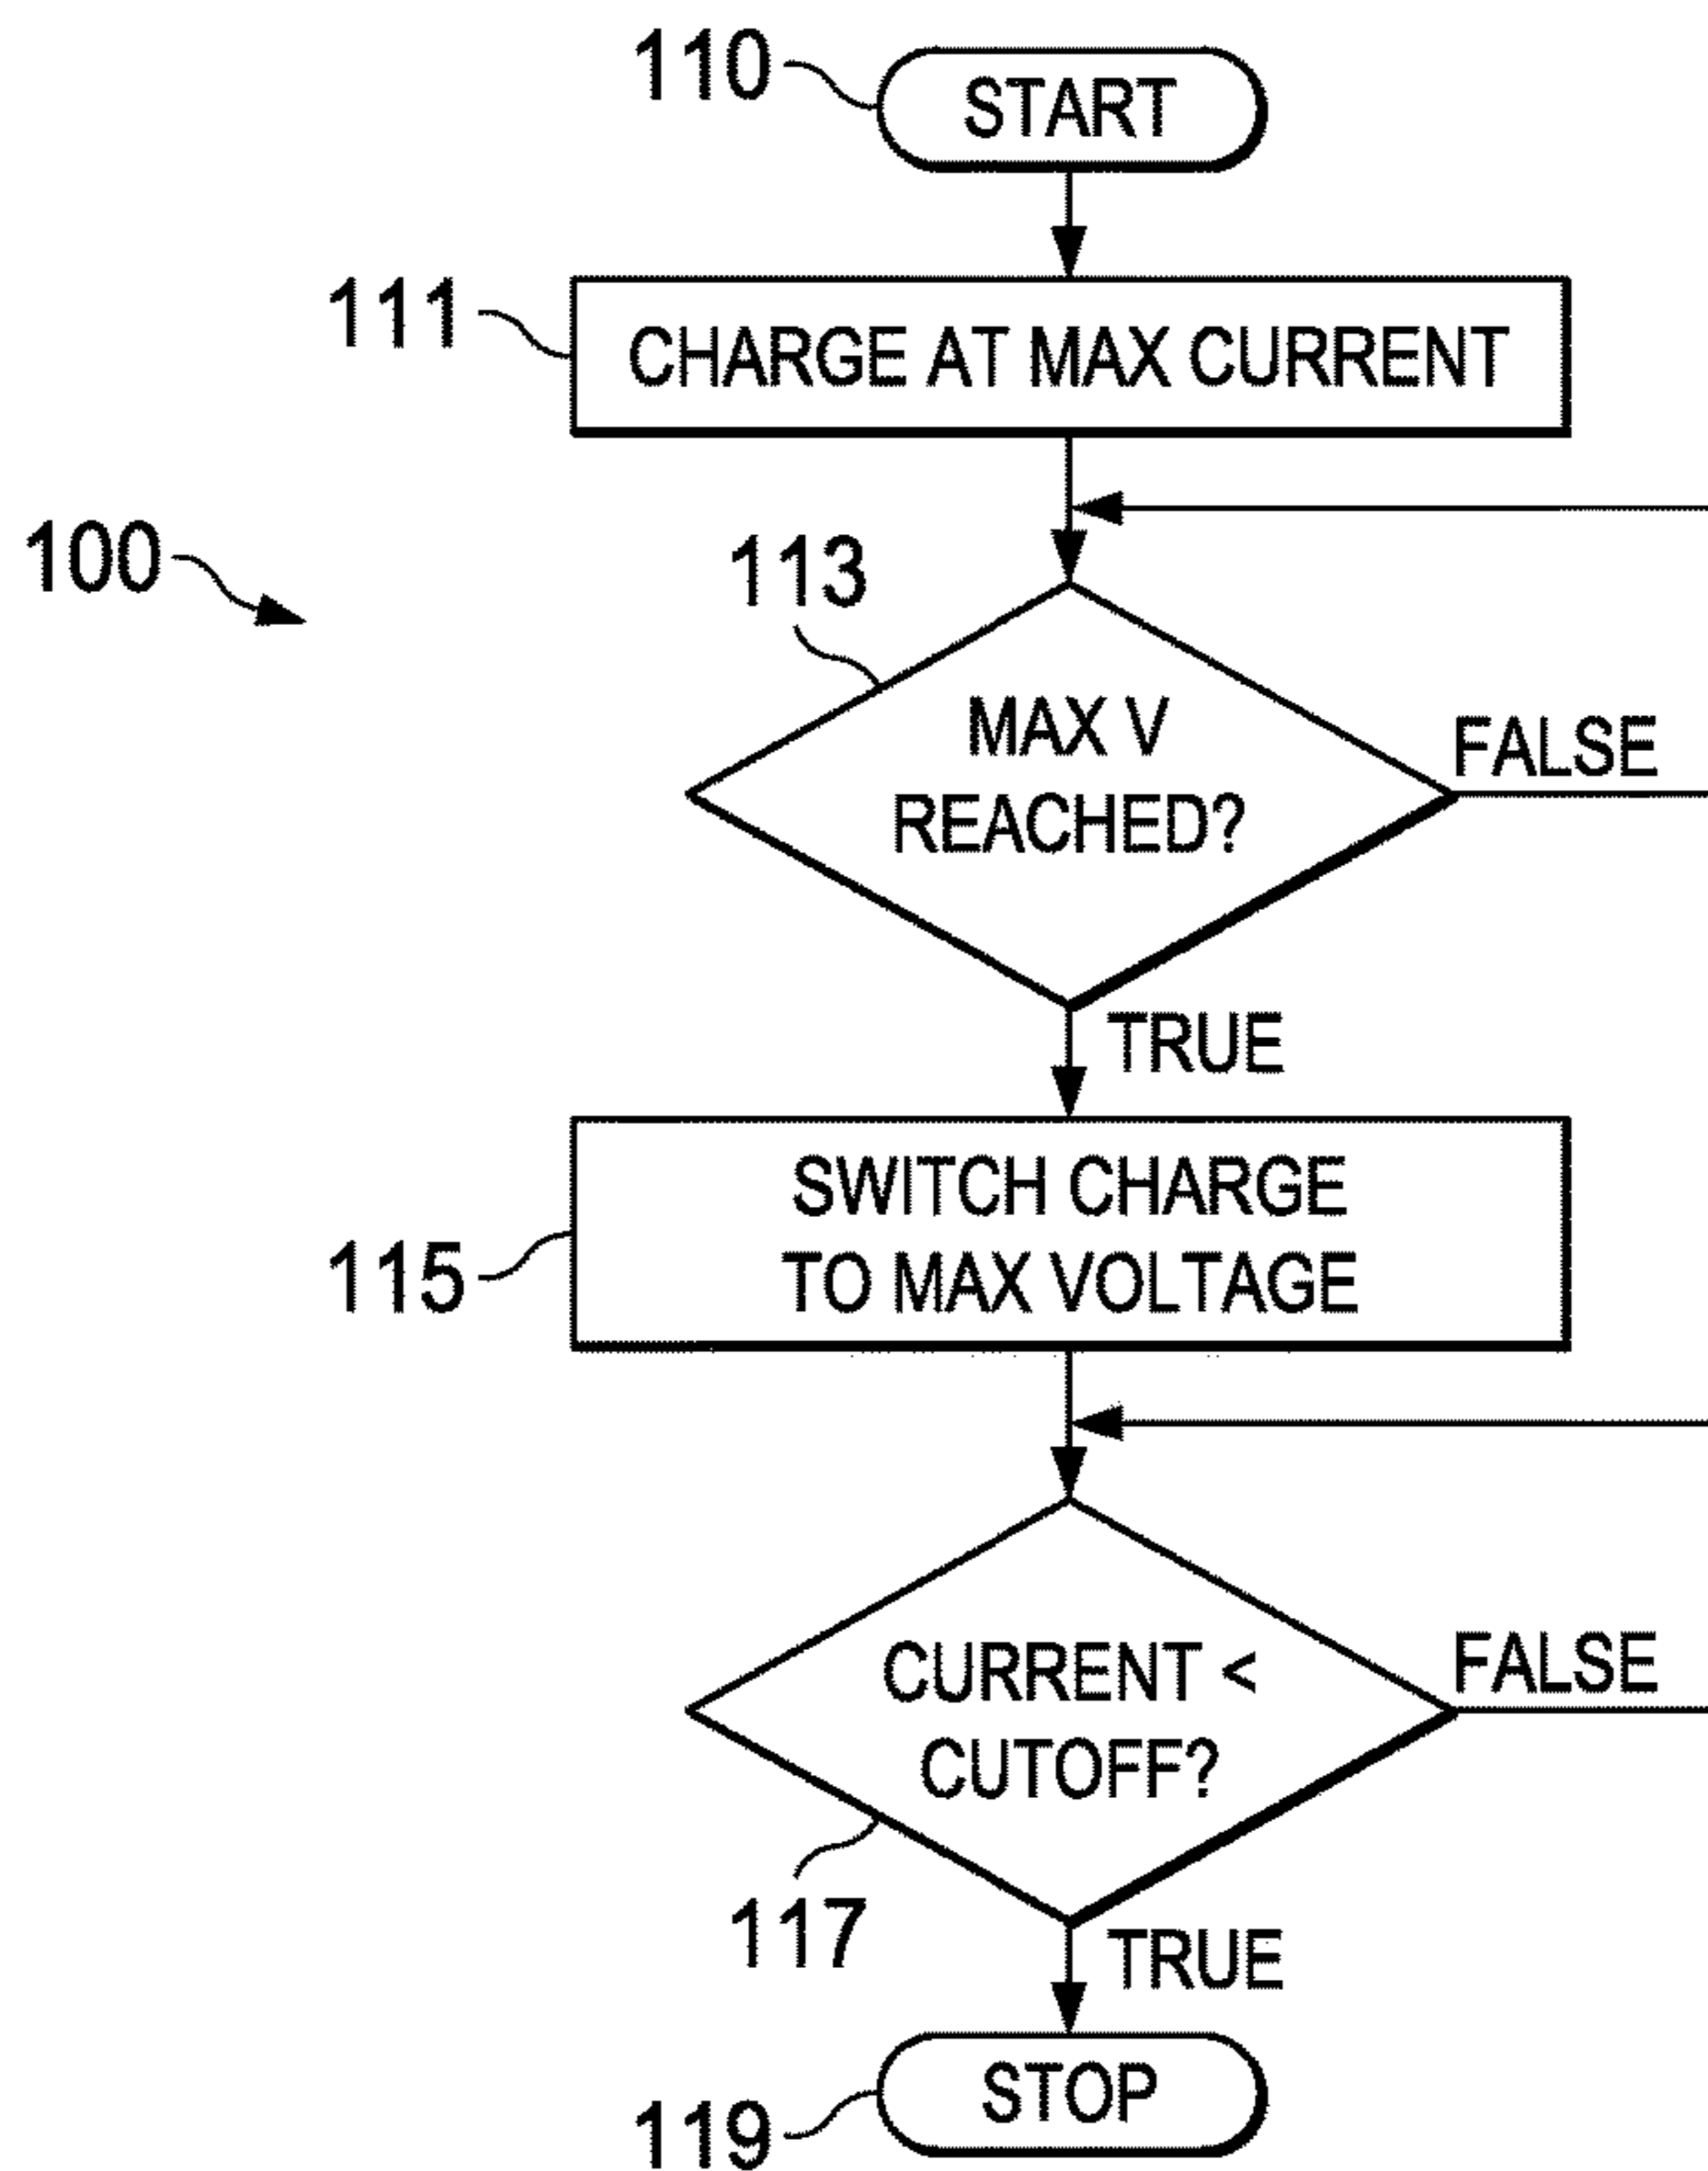 110
START
111
CHARGE AT MAX CURRENT
100
113
MAX V
REACHED?
FALSE
TRUE
SWITCH CHARGE
TO MAX VOLTAGE
115
CURRENT <
CUTOFF?
FALSE
117
TRUE
STOP
119